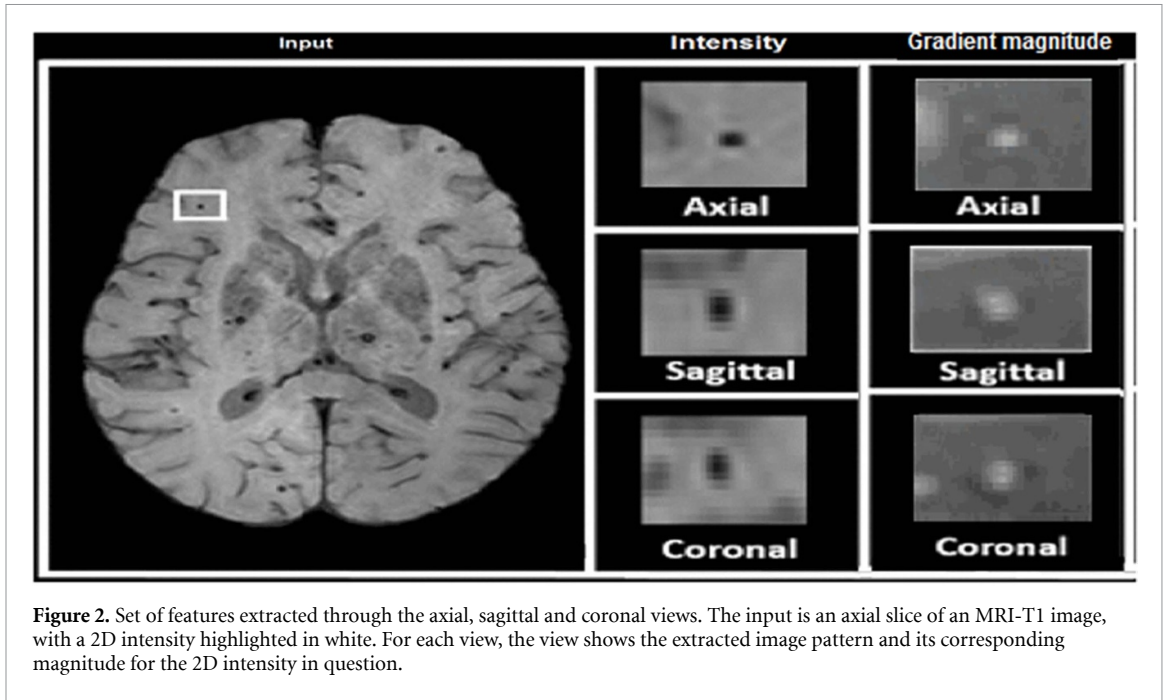 Input
Intensity
Gradient magnitude
Axial
Axial
Sagittal
Sagittal
Coronal
Coronal
Figure 2. Set of features extracted through the axial, sagittal and coronal views. The input is an axial slice of an MRI-T1 image,
with a 2D intensity highlighted in white. For each view, the view shows the extracted image pattern and its corresponding
magnitude for the 2D intensity in question.